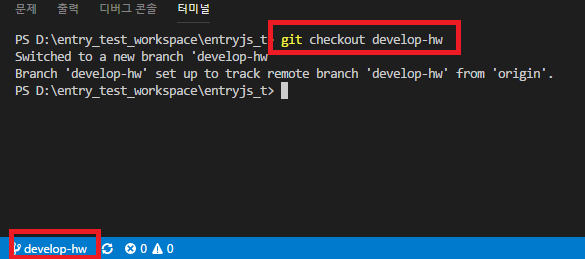 문제 출력 디버그 콘솔 터미널
PS D:\entry_test_workspace\entryjs_t> git checkout develop-hw
Switched to a new branch 'develop-hw
Branch 'develop-hw' set up to track remote branch 'develop-hw' from 'origin'.
PS D:\entry_test_workspace\entryjs_t>
develop-hw 0 0